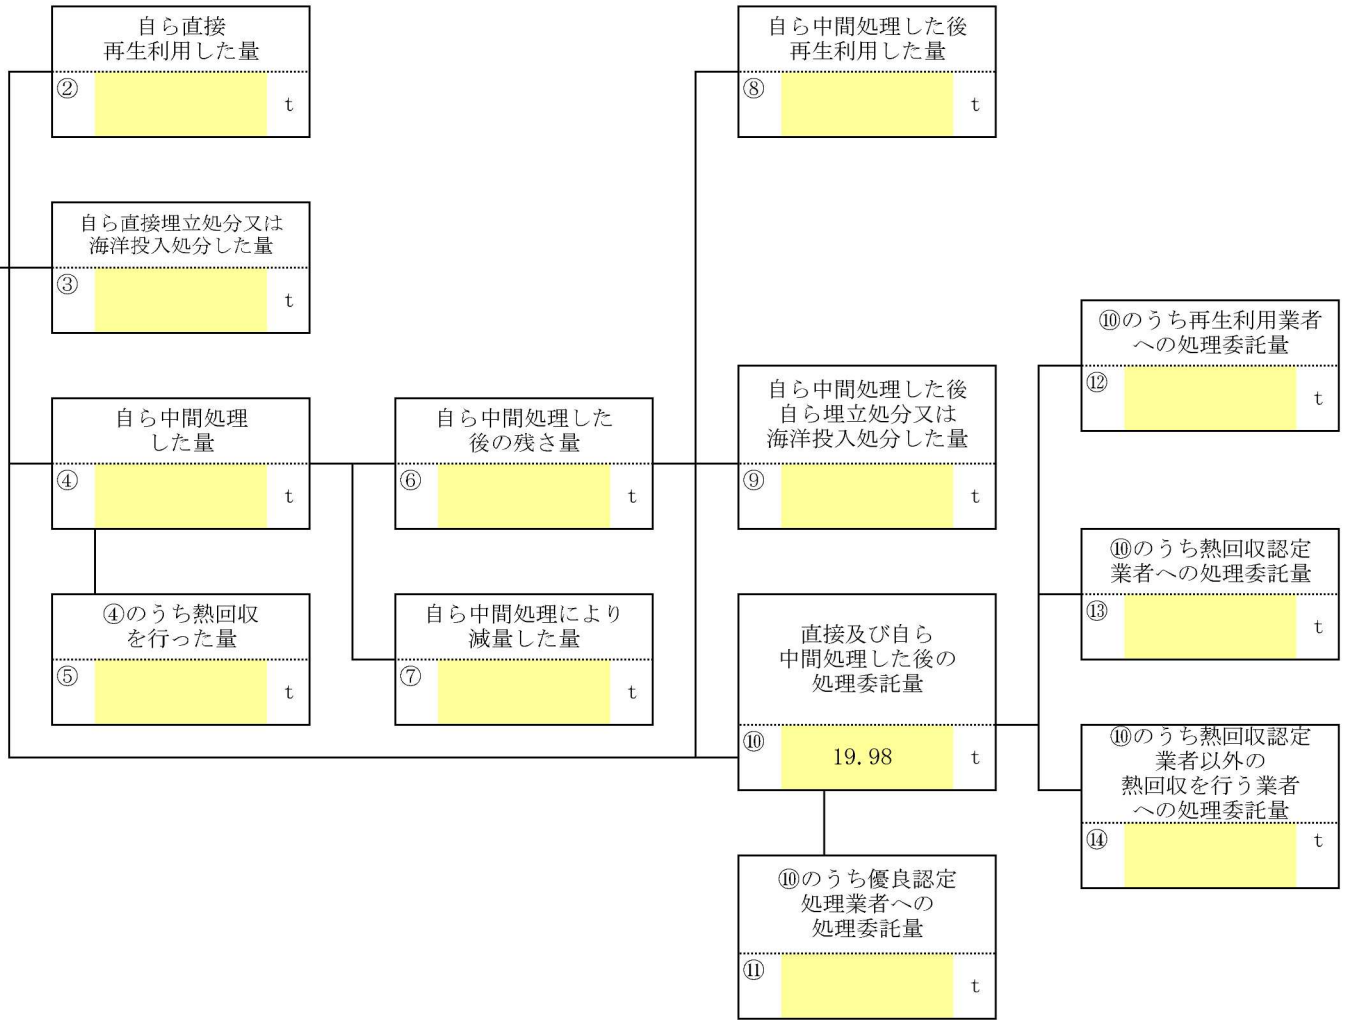 自ら直接
再生利用した量
②
t
自ら中間処理した後
再生利用した量
⑧
t
自ら直接埋立処分又は
海洋投入処分した量
③
t
⑩のうち再生利用業者
への処理委託量
⑫
t
自ら中間処理
した量
④
t
自ら中間処理した
後の残さ量
⑥
t
自ら中間処理した後
自ら埋立処分又は
海洋投入処分した量
⑨
t
⑩のうち熱回収認定
業者への処理委託量
⑬
t
④のうち熱回収
を行った量
⑤
t
自ら中間処理により
減量した量
⑦
t
直接及び自ら
中間処理した後の
処理委託量
⑩
19.98
t
⑩のうち熱回収認定
業者以外の
熱回収を行う業者
への処理委託量
⑭
t
⑩のうち優良認定
処理業者への
処理委託量
⑪
t